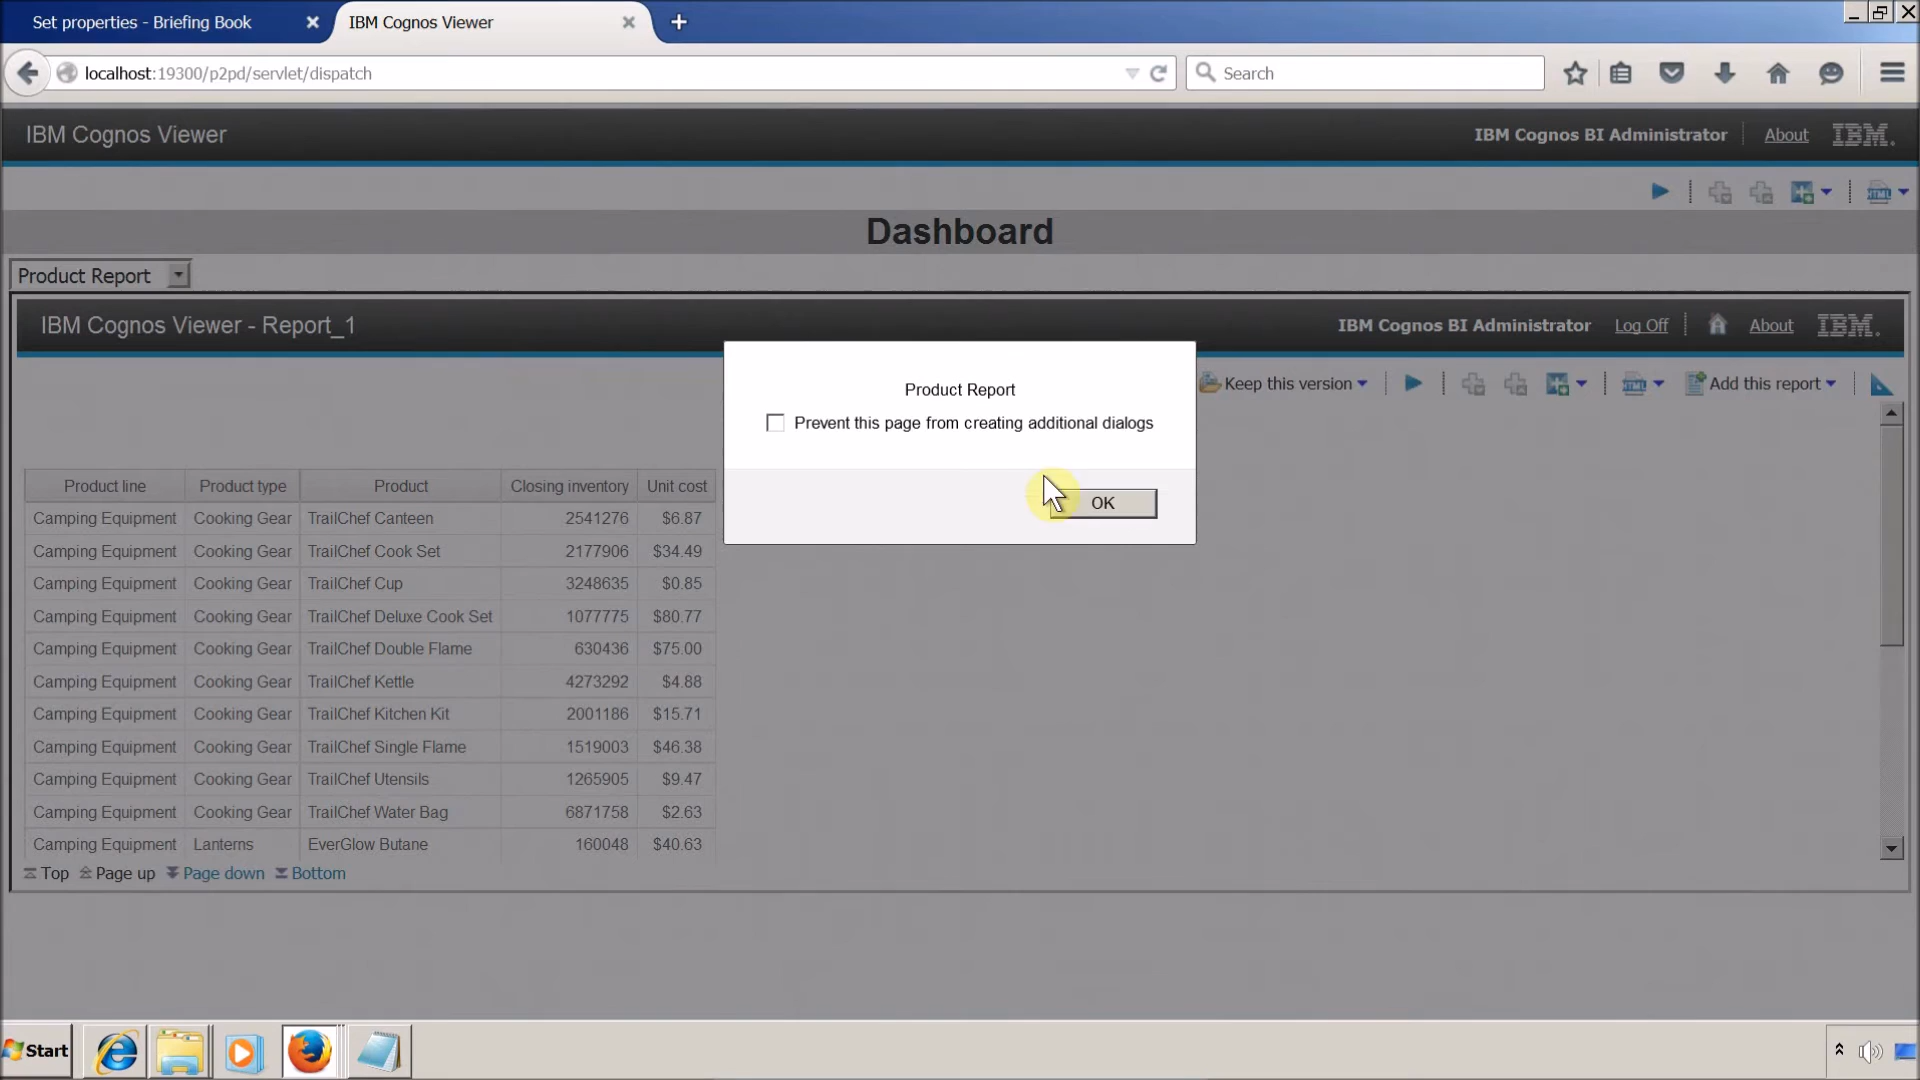 Set properties - Briefing Book
IBM Cognos Viewer
localhost:19300/p2pd/servlet/dispatch
Search
IBM Cognos Viewer
IBM Cognos BI Administrator
About
IBM.
HTML
Dashboard
Product Report
IBM Cognos Viewer - Report_1
IBM Cognos BI Administrator
Log Off
About
IBM.
Keep this version
HTML
Add this report
Product Report
Prevent this page from creating additional dialogs
OK
Product line Product type Product Closing inventory Unit cost
Camping Equipment Cooking Gear TrailChef Canteen 2541276 $6.87
Camping Equipment Cooking Gear TrailChef Cook Set 2177906 $34.49
Camping Equipment Cooking Gear TrailChef Cup 3248635 $0.85
Camping Equipment Cooking Gear TrailChef Deluxe Cook Set 1077775 $80.77
Camping Equipment Cooking Gear TrailChef Double Flame 630436 $75.00
Camping Equipment Cooking Gear TrailChef Kettle 4273292 $4.88
Camping Equipment Cooking Gear TrailChef Kitchen Kit 2001186 $15.71
Camping Equipment Cooking Gear TrailChef Single Flame 1519003 $46.38
Camping Equipment Cooking Gear TrailChef Utensils 1265905 $9.47
Camping Equipment Cooking Gear TrailChef Water Bag 6871758 $2.63
Camping Equipment Lanterns EverGlow Butane 160048 $40.63
Top Page up Page down Bottom
Start